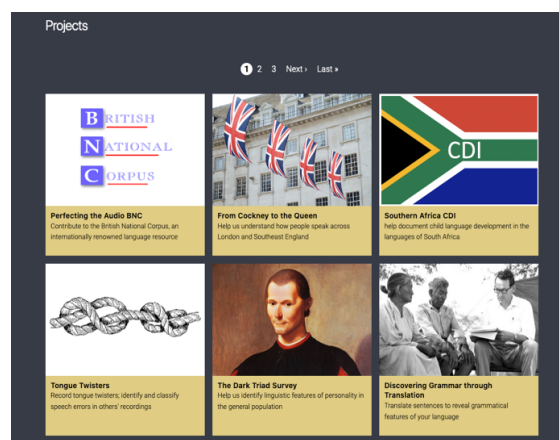 Projects
1 2 3 Next › Last »
BRITISH
NATIONAL
CORPUS
CDI
Perfecting the Audio BNC
Contribute to the British National Corpus, an
internationally renowned language resource
From Cockney to the Queen
Help us understand how people speak across
London and Southeast England
Southern Africa CDI
help document child language development in the
languages of South Africa
Tongue Twisters
Record tongue twisters; identify and classify
speech errors in others' recordings
The Dark Triad Survey
Help us identify linguistic features of personality in
the general population
Discovering Grammar through
Translation
Translate sentences to reveal grammatical
features of your language